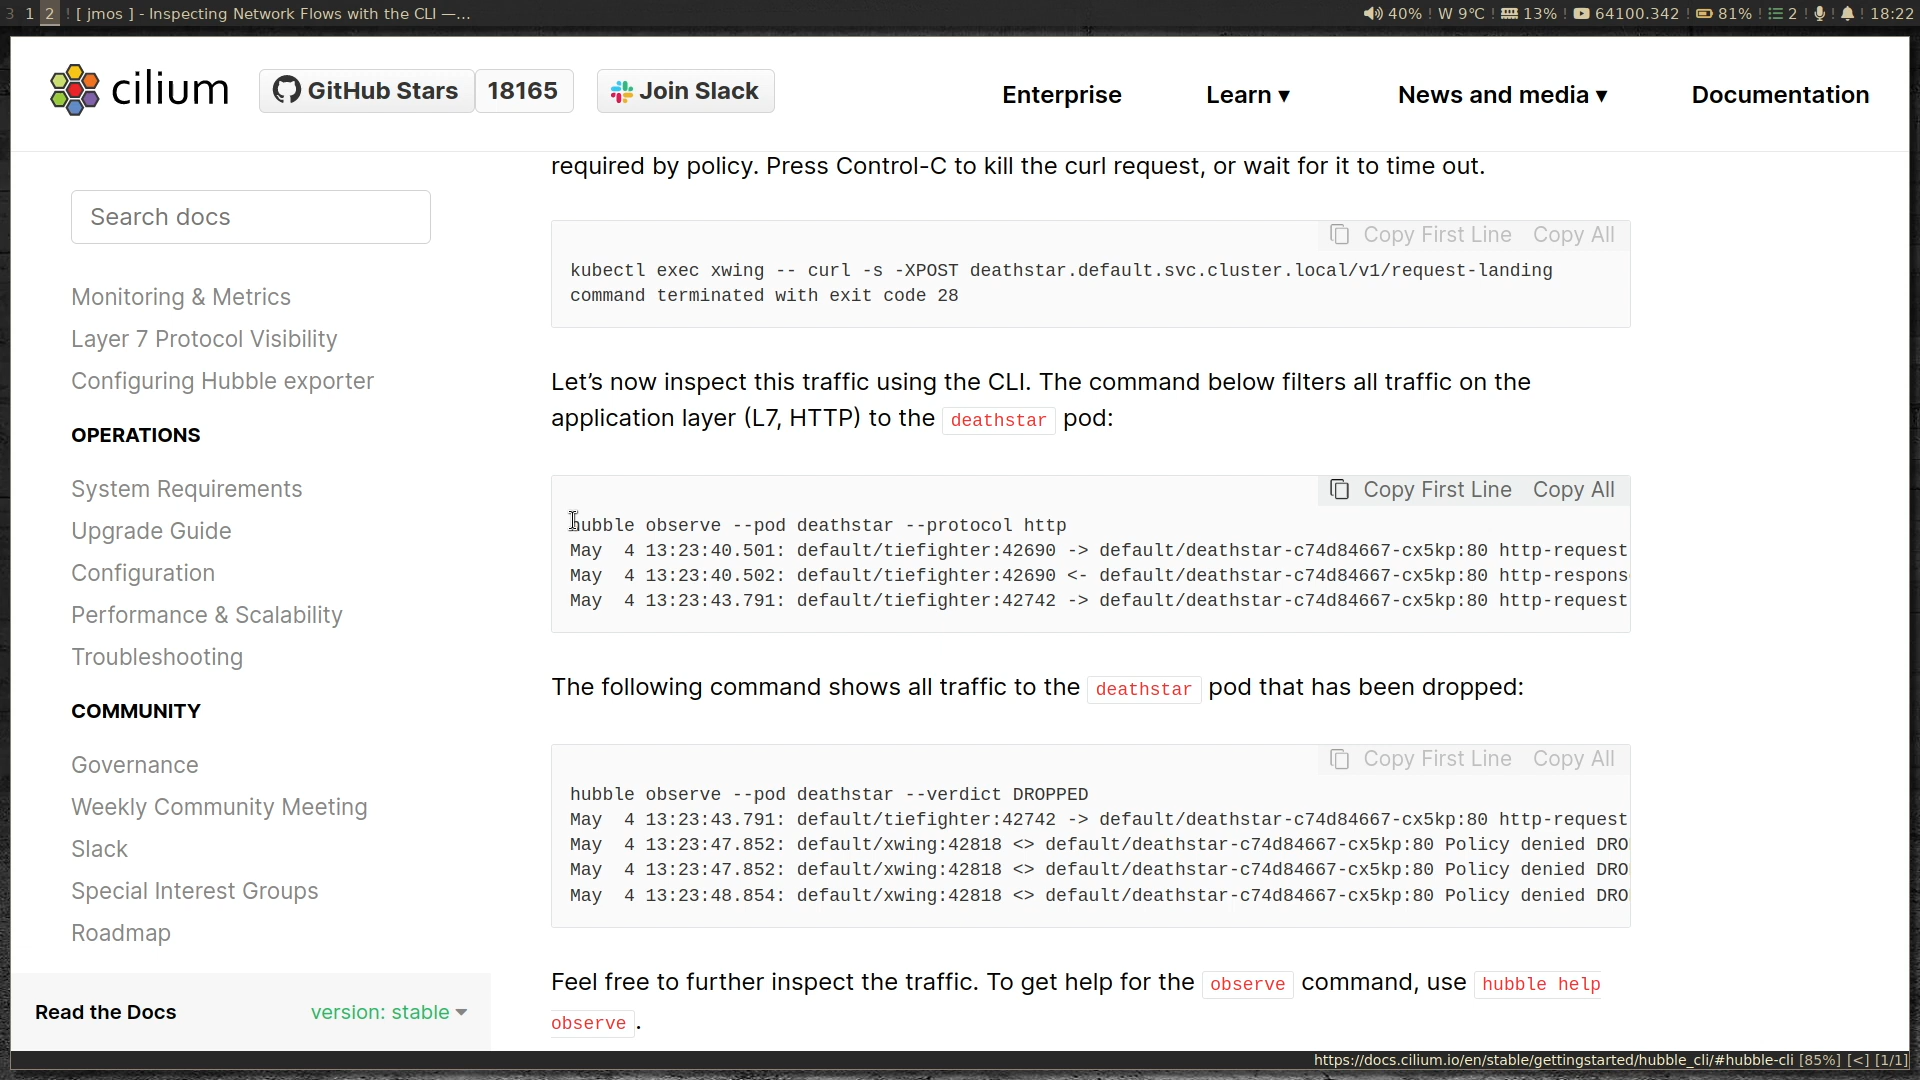 3 1 2 [ jmos ] - Inspecting Network Flows with the CLI —... 40% W 9°C 13% 64100.342 81% 2 18:22
cilium GitHub Stars 18165 Join Slack Enterprise Learn ▾ News and media ▾ Documentation
required by policy. Press Control-C to kill the curl request, or wait for it to time out.
Search docs
Monitoring & Metrics
Layer 7 Protocol Visibility
Configuring Hubble exporter
OPERATIONS
System Requirements
Upgrade Guide
Configuration
Performance & Scalability
Troubleshooting
COMMUNITY
Governance
Weekly Community Meeting
Slack
Special Interest Groups
Roadmap
Read the Docs version: stable
Copy First Line Copy All
kubectl exec xwing -- curl -s -XPOST deathstar.default.svc.cluster.local/v1/request-landing
command terminated with exit code 28
Let’s now inspect this traffic using the CLI. The command below filters all traffic on the
application layer (L7, HTTP) to the deathstar pod:
Copy First Line Copy All
hubble observe --pod deathstar --protocol http
May  4 13:23:40.501: default/tiefighter:42690 -> default/deathstar-c74d84667-cx5kp:80 http-request
May  4 13:23:40.502: default/tiefighter:42690 <- default/deathstar-c74d84667-cx5kp:80 http-respons
May  4 13:23:43.791: default/tiefighter:42742 -> default/deathstar-c74d84667-cx5kp:80 http-request
The following command shows all traffic to the deathstar pod that has been dropped:
Copy First Line Copy All
hubble observe --pod deathstar --verdict DROPPED
May  4 13:23:43.791: default/tiefighter:42742 -> default/deathstar-c74d84667-cx5kp:80 http-request
May  4 13:23:47.852: default/xwing:42818 <> default/deathstar-c74d84667-cx5kp:80 Policy denied DRO
May  4 13:23:47.852: default/xwing:42818 <> default/deathstar-c74d84667-cx5kp:80 Policy denied DRO
May  4 13:23:48.854: default/xwing:42818 <> default/deathstar-c74d84667-cx5kp:80 Policy denied DRO
Feel free to further inspect the traffic. To get help for the observe command, use hubble help
observe .
https://docs.cilium.io/en/stable/gettingstarted/hubble_cli/#hubble-cli [85%] [<] [1/1]